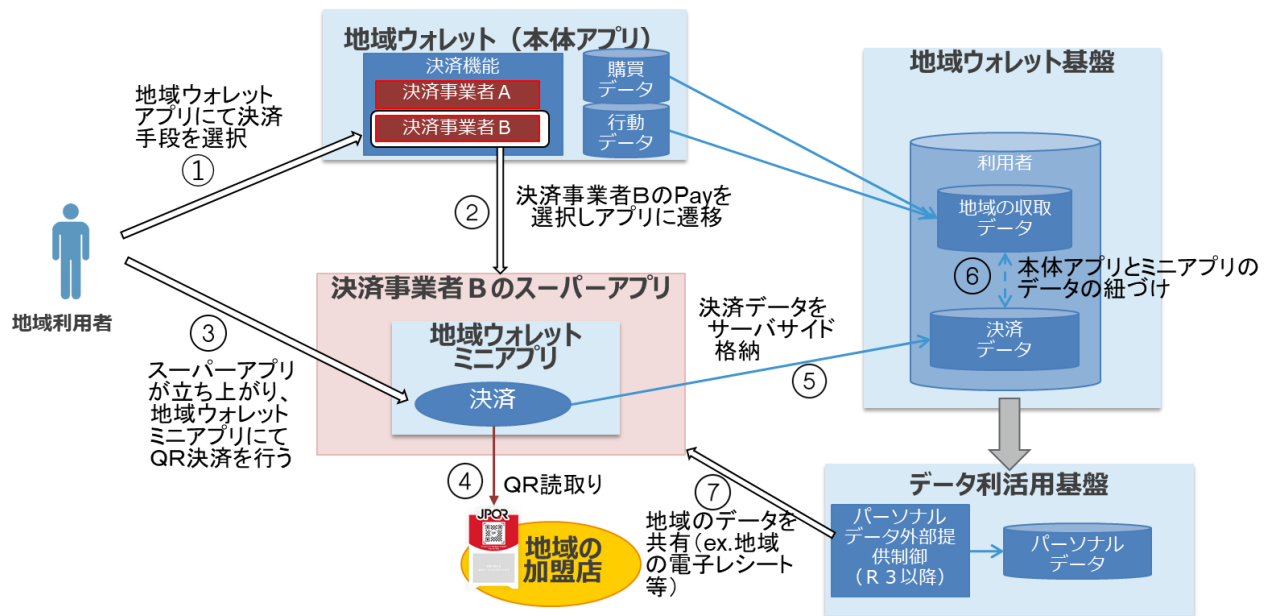 地域ウォレット（本体アプリ）
決済機能
決済事業者A
決済事業者B
購買
データ
行動
データ
地域ウォレット
アプリにて決済
手段を選択
①
②
決済事業者BのPayを
選択しアプリに遷移
地域利用者
③
スーパーアプリ
が立ち上がり、
地域ウォレット
ミニアプリにて
QR決済を行う
決済事業者Bのスーパーアプリ
地域ウォレット
ミニアプリ
決済
④
QR読取り
JPQR
地域の
加盟店
決済データを
サーバサイド
格納
⑤
地域ウォレット基盤
利用者
地域の収取
データ
⑥
本体アプリとミニアプリの
データの紐づけ
決済
データ
⑦
地域のデータを
共有（ex.地域
の電子レシート
等）
データ利活用基盤
パーソナル
データ外部提
供制御
（R３以降）
パーソナル
データ